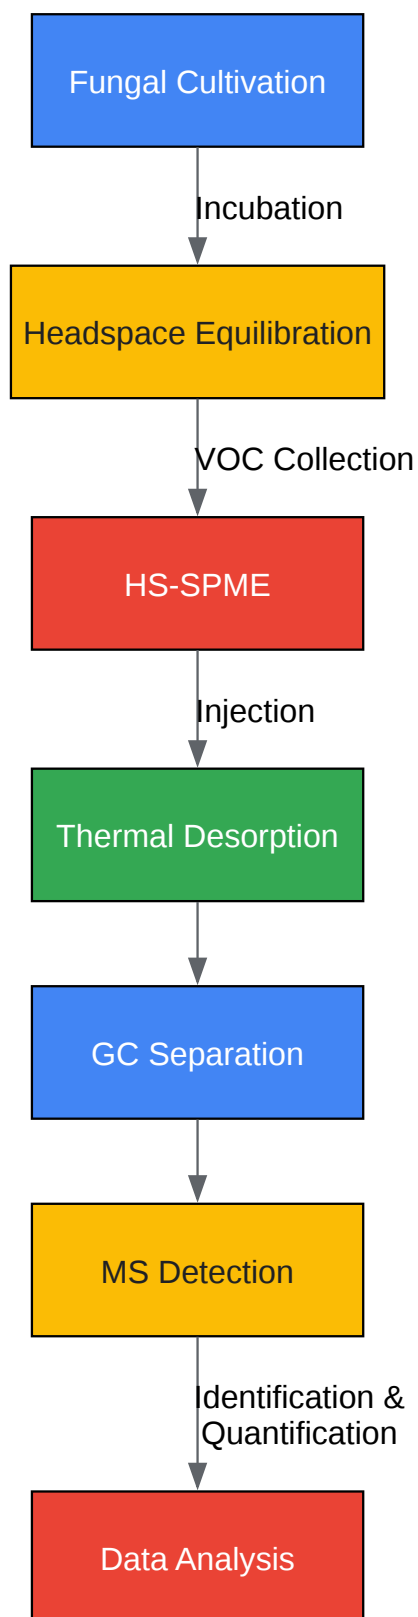 Fungal Cultivation
Incubation
Headspace Equilibration
VOC Collection
HS-SPME
Injection
Thermal Desorption
GC Separation
MS Detection
Identification &
Quantification
Data Analysis